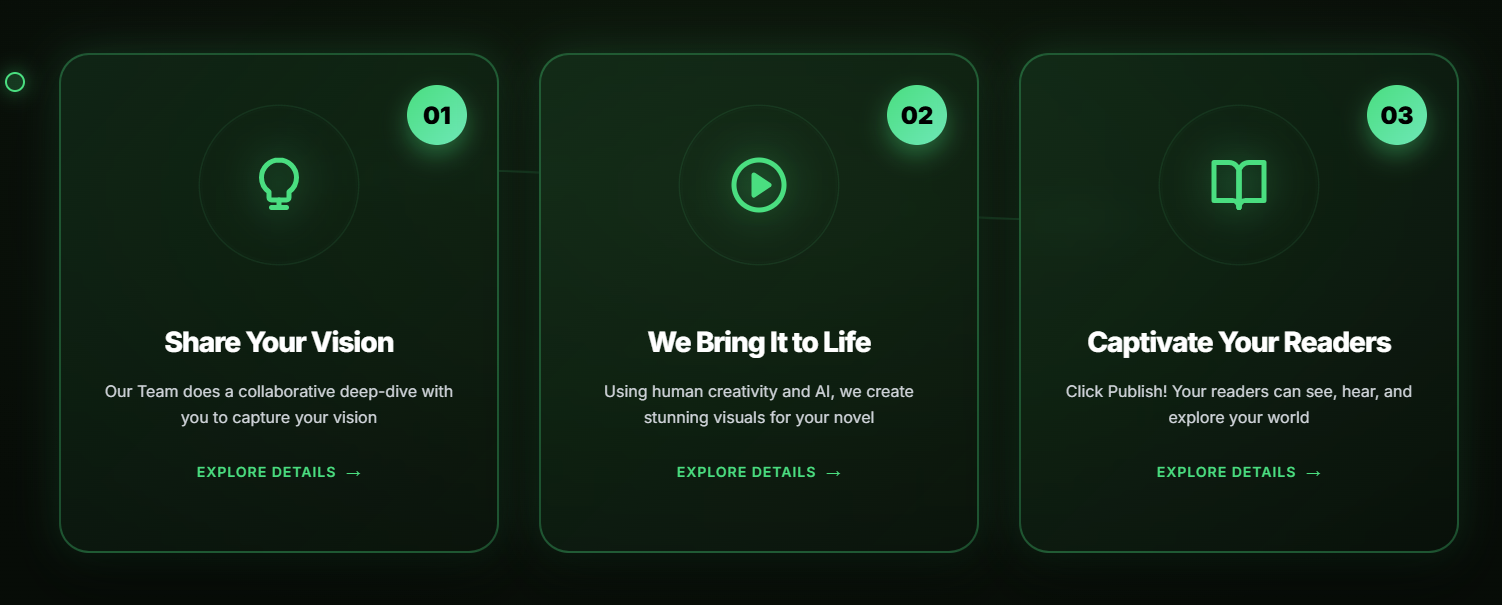 01
Share Your Vision
Our Team does a collaborative deep-dive with
you to capture your vision
EXPLORE DETAILS →
02
We Bring It to Life
Using human creativity and AI, we create
stunning visuals for your novel
EXPLORE DETAILS →
03
Captivate Your Readers
Click Publish! Your readers can see, hear, and
explore your world
EXPLORE DETAILS →